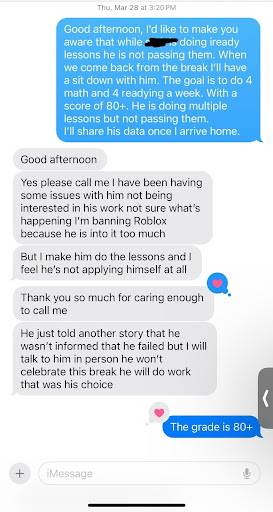 Thu, Mar 28 at 3:20 PM
Good afternoon, I'd like to make you
aware that while is doing iready
lessons he is not passing them. When
we come back from the break I'll have
a sit down with him. The goal is to do 4
math and 4 readying a week. With a
score of 80+. He is doing multiple
lessons but not passing them.
I'll share his data once I arrive home.
Good afternoon
Yes please call me I have been having
some issues with him not being
interested in his work not sure what's
happening I'm banning Roblox
because he is into it too much
But I make him do the lessons and I
feel he's not applying himself at all
Thank you so much for caring enough
to call me
He just told another story that he
wasn't informed that he failed but I will
talk to him in person he won't
celebrate this break he will do work
that was his choice
The grade is 80+
iMessage